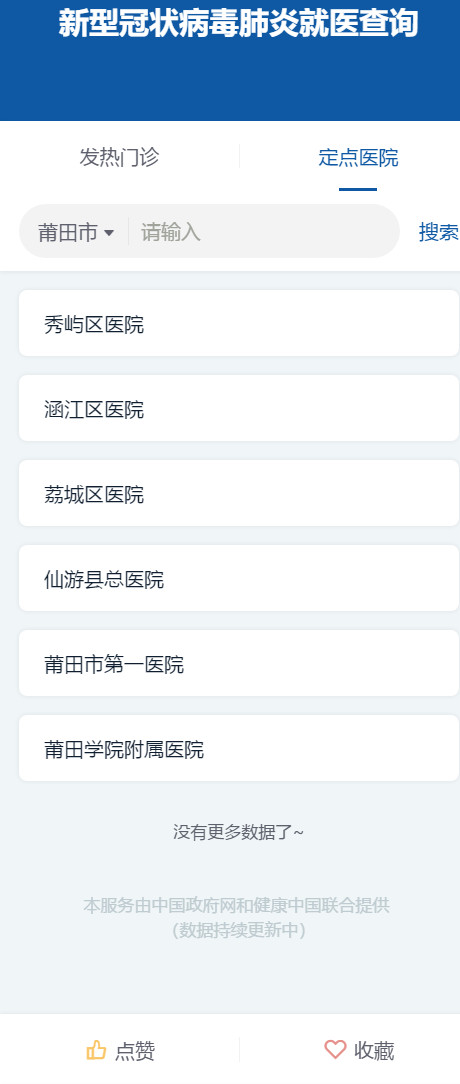 新型冠状病毒肺炎就医查询
发热门诊 定点医院
莆田市 请输入 搜索
秀屿区医院
涵江区医院
荔城区医院
仙游县总医院
莆田市第一医院
莆田学院附属医院
没有更多数据了~
本服务由中国政府网和健康中国联合提供
（数据持续更新中）
点赞 收藏